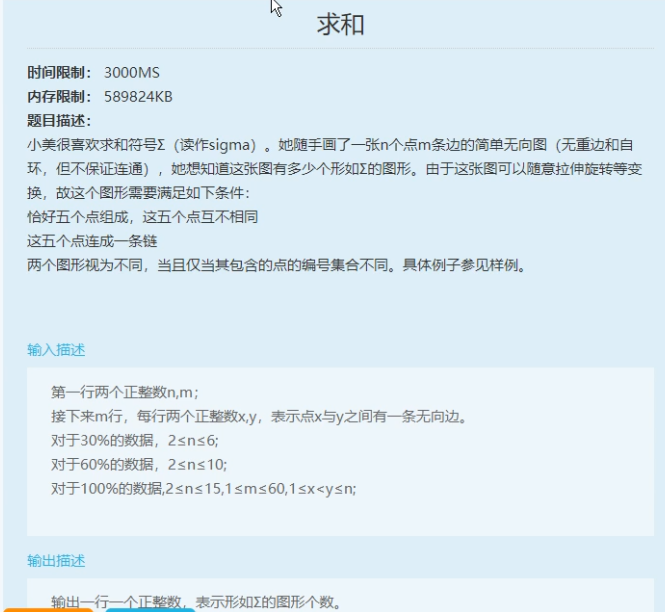 求和
时间限制： 3000MS
内存限制： 589824KB
题目描述：
小美很喜欢求和符号Σ（读作sigma）。她随手画了一张n个点m条边的简单无向图（无重边和自
环，但不保证连通），她想知道这张图有多少个形如Σ的图形。由于这张图可以随意拉伸旋转等变
换，故这个图形需要满足如下条件：
恰好五个点组成，这五个点互不相同
这五个点连成一条链
两个图形视为不同，当且仅当其包含的点的编号集合不同。具体例子参见样例。
输入描述
第一行两个正整数n,m；
接下来m行，每行两个正整数x,y，表示点x与y之间有一条无向边。
对于30%的数据，2≤n≤6;
对于60%的数据，2≤n≤10;
对于100%的数据,2≤n≤15,1≤m≤60,1≤x<y≤n;
输出描述
输出一行一个正整数，表示形如Σ的图形个数。